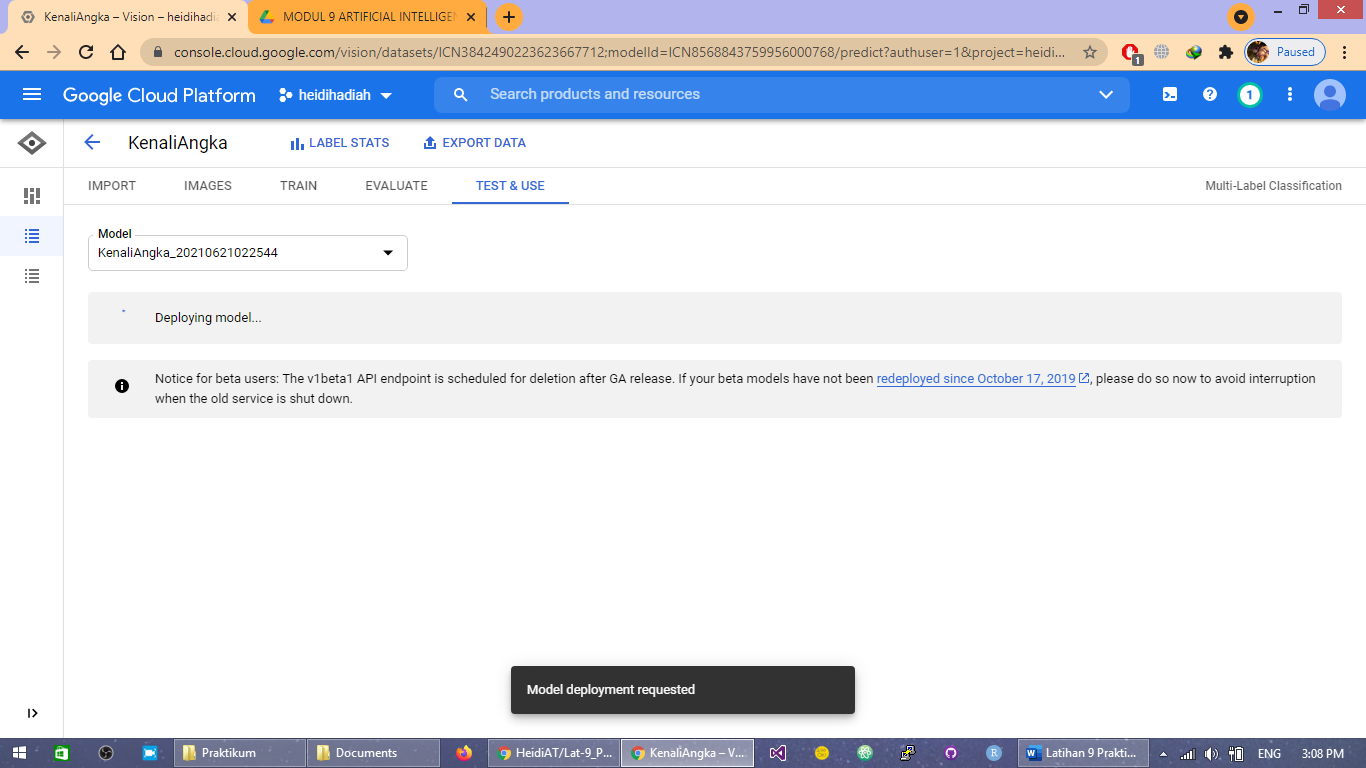 KenaliAngka – Vision – heidihadia
MODUL 9 ARTIFICIAL INTELLIGEN
console.cloud.google.com/vision/datasets/ICN3842490223623667712;modelId=ICN8568843759956000768/predict?authuser=1&project=heidi...
1
Paused
Google Cloud Platform
heidihadiah
Search products and resources
1
KenaliAngka
LABEL STATS
EXPORT DATA
IMPORT
IMAGES
TRAIN
EVALUATE
TEST & USE
Multi-Label Classification
Model
KenaliAngka_20210621022544
Deploying model...
Notice for beta users: The v1beta1 API endpoint is scheduled for deletion after GA release. If your beta models have not been redeployed since October 17, 2019, please do so now to avoid interruption
when the old service is shut down.
Model deployment requested
Praktikum
Documents
HeidiAT/Lat-9_P...
KenaliAngka – V...
R
Latihan 9 Prakti...
ENG
3:08 PM